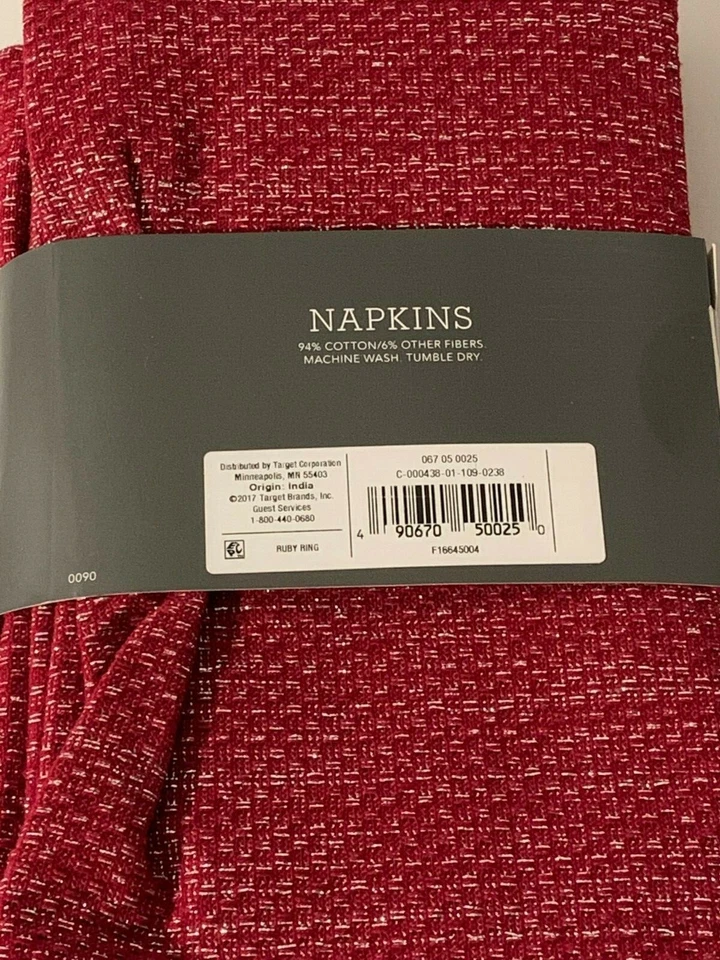 NAPKINS
94% COTTON/6% OTHER FIBERS.
MACHINE WASH. TUMBLE DRY.
Distributed by Target Corporation
Minneapolis, MN 55403
Origin: India
©2017 Target Brands, Inc.
Guest Services
1-800-440-0680
RUBY RING
067 05 0025
C-000438-01-109-0238
4 90670 50025 0
F16645004
0090